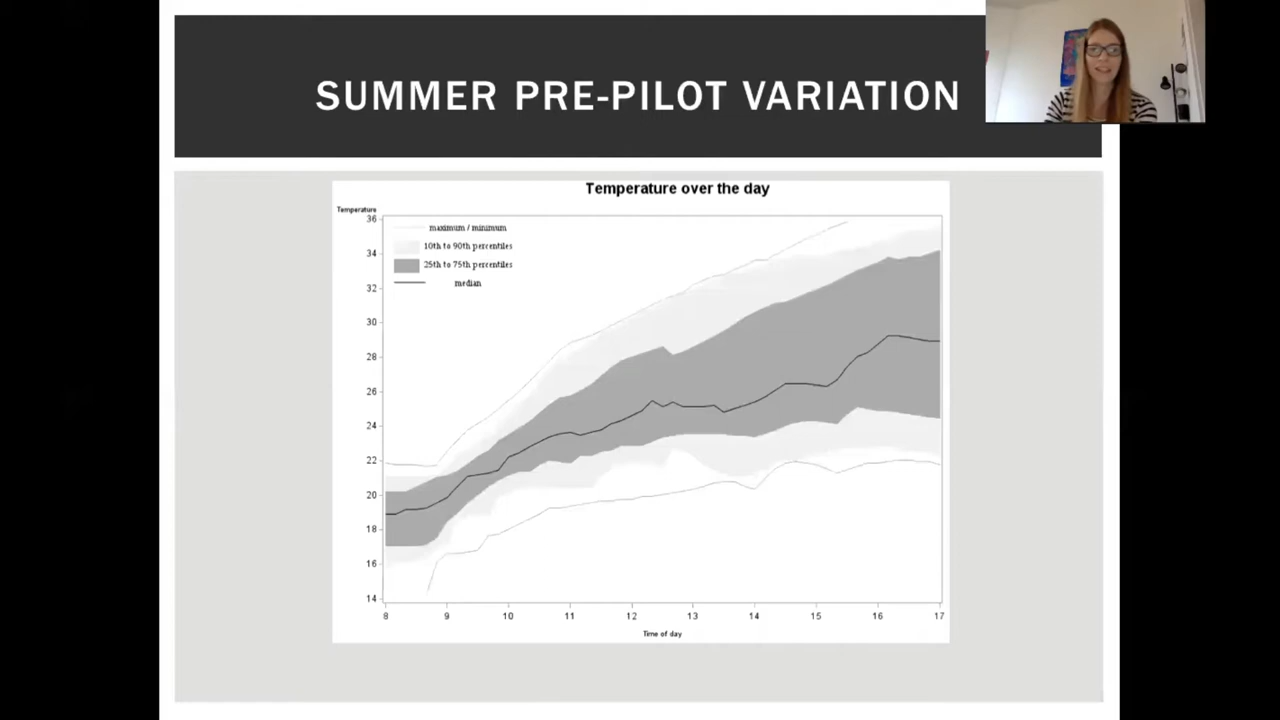 SUMMER PRE-PILOT VARIATION
Temperature over the day
Temperature
36
34
32
30
28
26
24
22
20
18
16
14
maximum / minimum
10th to 90th percentiles
25th to 75th percentiles
median
8 9 10 11 12 13 14 15 16 17
Time of day